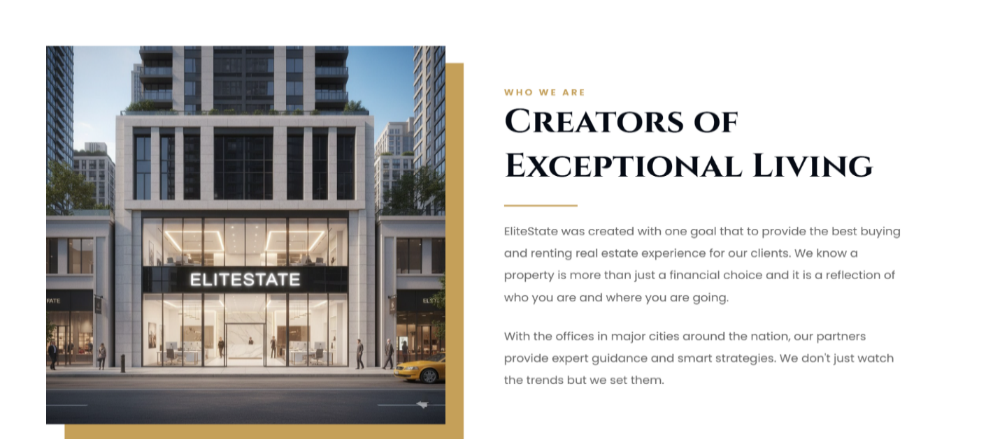 ELITESTATE
FATE
WHO WE ARE
Creators of
Exceptional Living
EliteState was created with one goal that to provide the best buying
and renting real estate experience for our clients. We know a
property is more than just a financial choice and it is a reflection of
who you are and where you are going.
With the offices in major cities around the nation, our partners
provide expert guidance and smart strategies. We don't just watch
the trends but we set them.